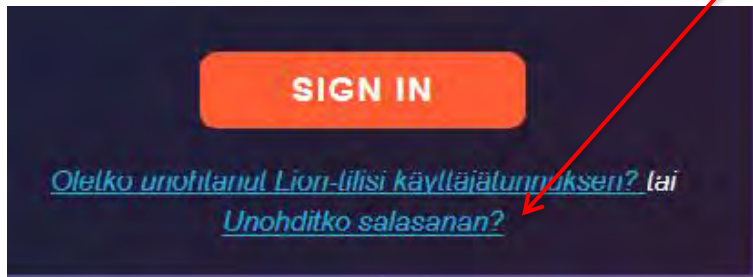 SIGN IN
Oletko unohtanut Lion-tilisi käyttäjätunnuksen? tai
Unohditko salasanan?